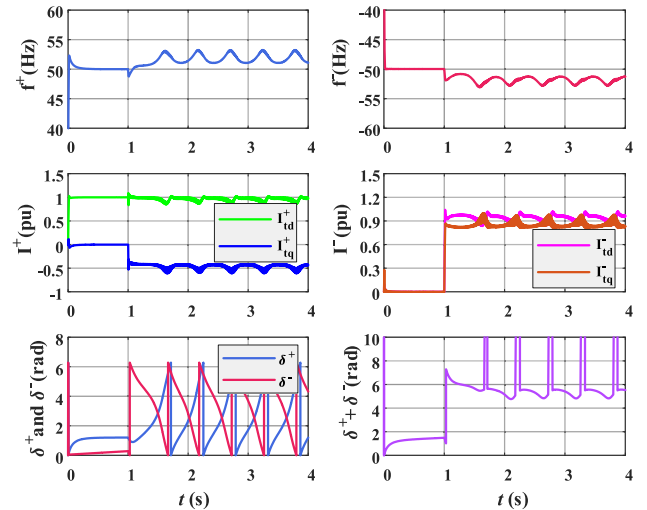 f⁺(Hz)
60
55
50
45
40
0 1 2 3 4
f⁻(Hz)
-40
-45
-50
-55
-60
0 1 2 3 4
I⁺(pu)
1.5
1
0.5
0
-0.5
-1
0 1 2 3 4
I⁺td
I⁺tq
I⁻(pu)
1.5
1.2
0.9
0.6
0.3
0
0 1 2 3 4
I⁻td
I⁻tq
δ⁺and δ⁻(rad)
8
6
4
2
0
0 1 2 3 4
t (s)
δ⁺
δ⁻
δ⁺+ δ⁻(rad)
10
8
6
4
2
0
0 1 2 3 4
t (s)